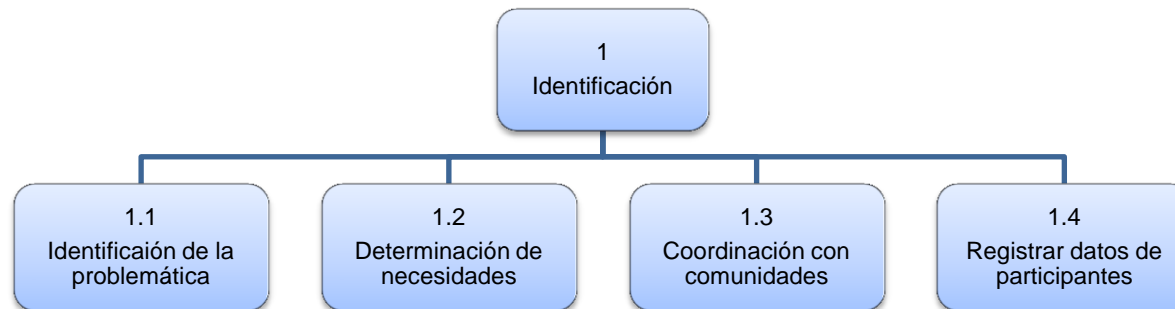 1
Identificación
1.1
Identificaión de la
problemática
1.2
Determinación de
necesidades
1.3
Coordinación con
comunidades
1.4
Registrar datos de
participantes